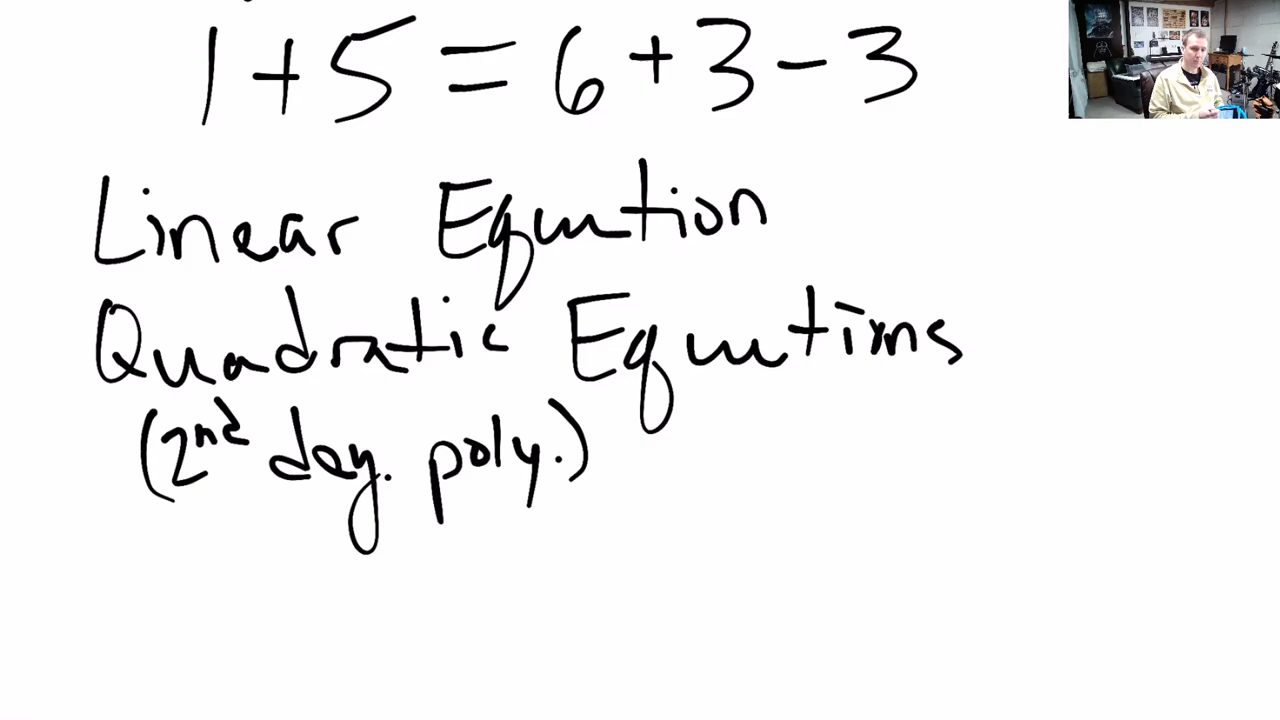 1 + 5 = 6 + 3 - 3
Linear Equation
Quadratic Equations
(2nd deg. poly.)